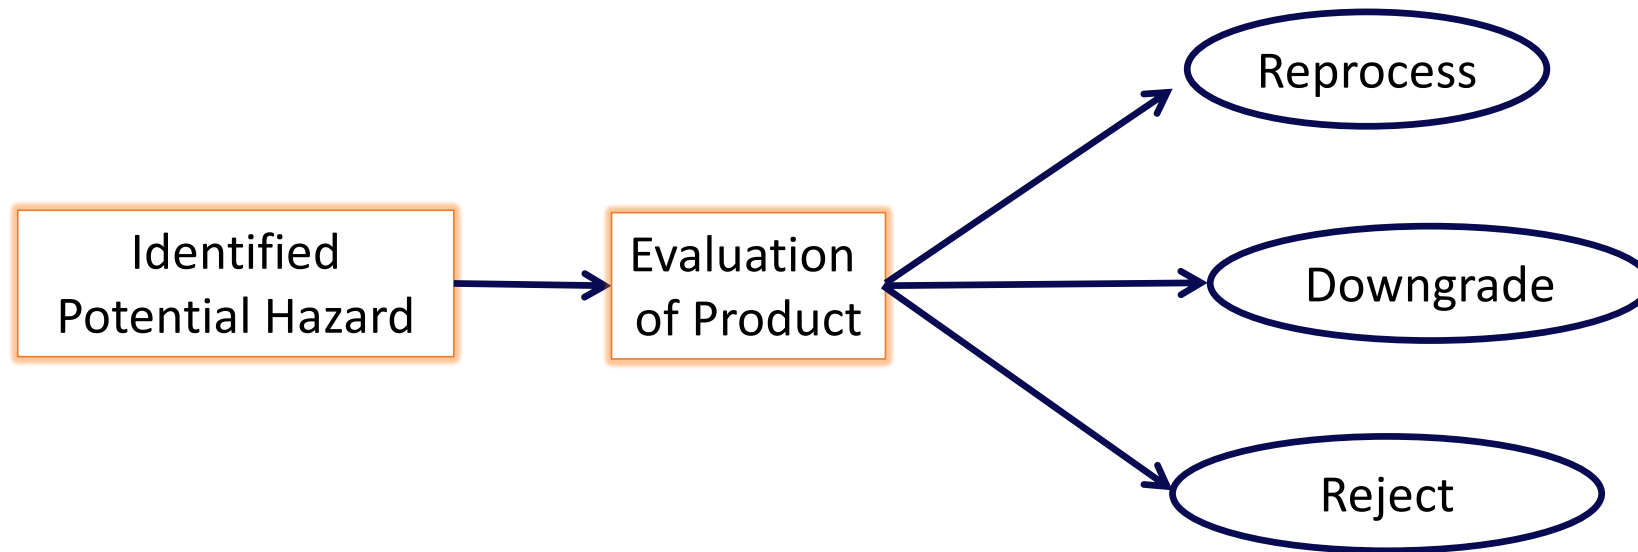 Identified
Potential Hazard
Evaluation
of Product
Reprocess
Downgrade
Reject